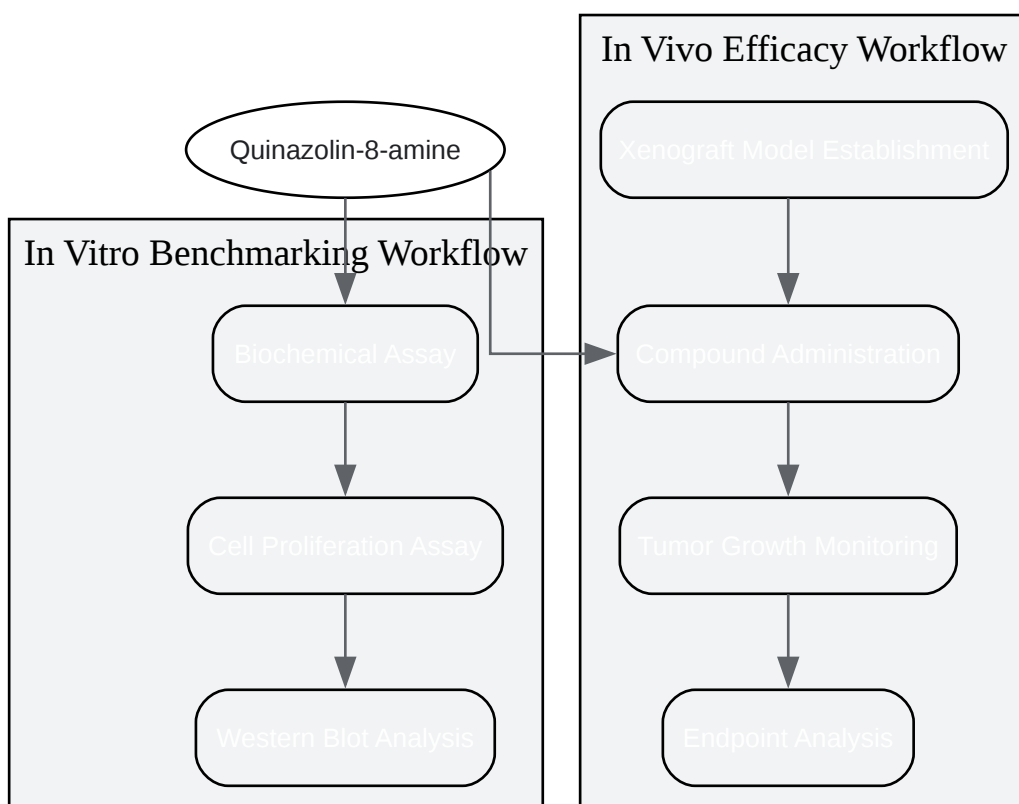 In Vivo Efficacy Workflow
Xenograft Model Establishment
Quinazolin-8-amine
In Vitro Benchmarking Workflow
Biochemical Assay
Compound Administration
Cell Proliferation Assay
Tumor Growth Monitoring
Western Blot Analysis
Endpoint Analysis